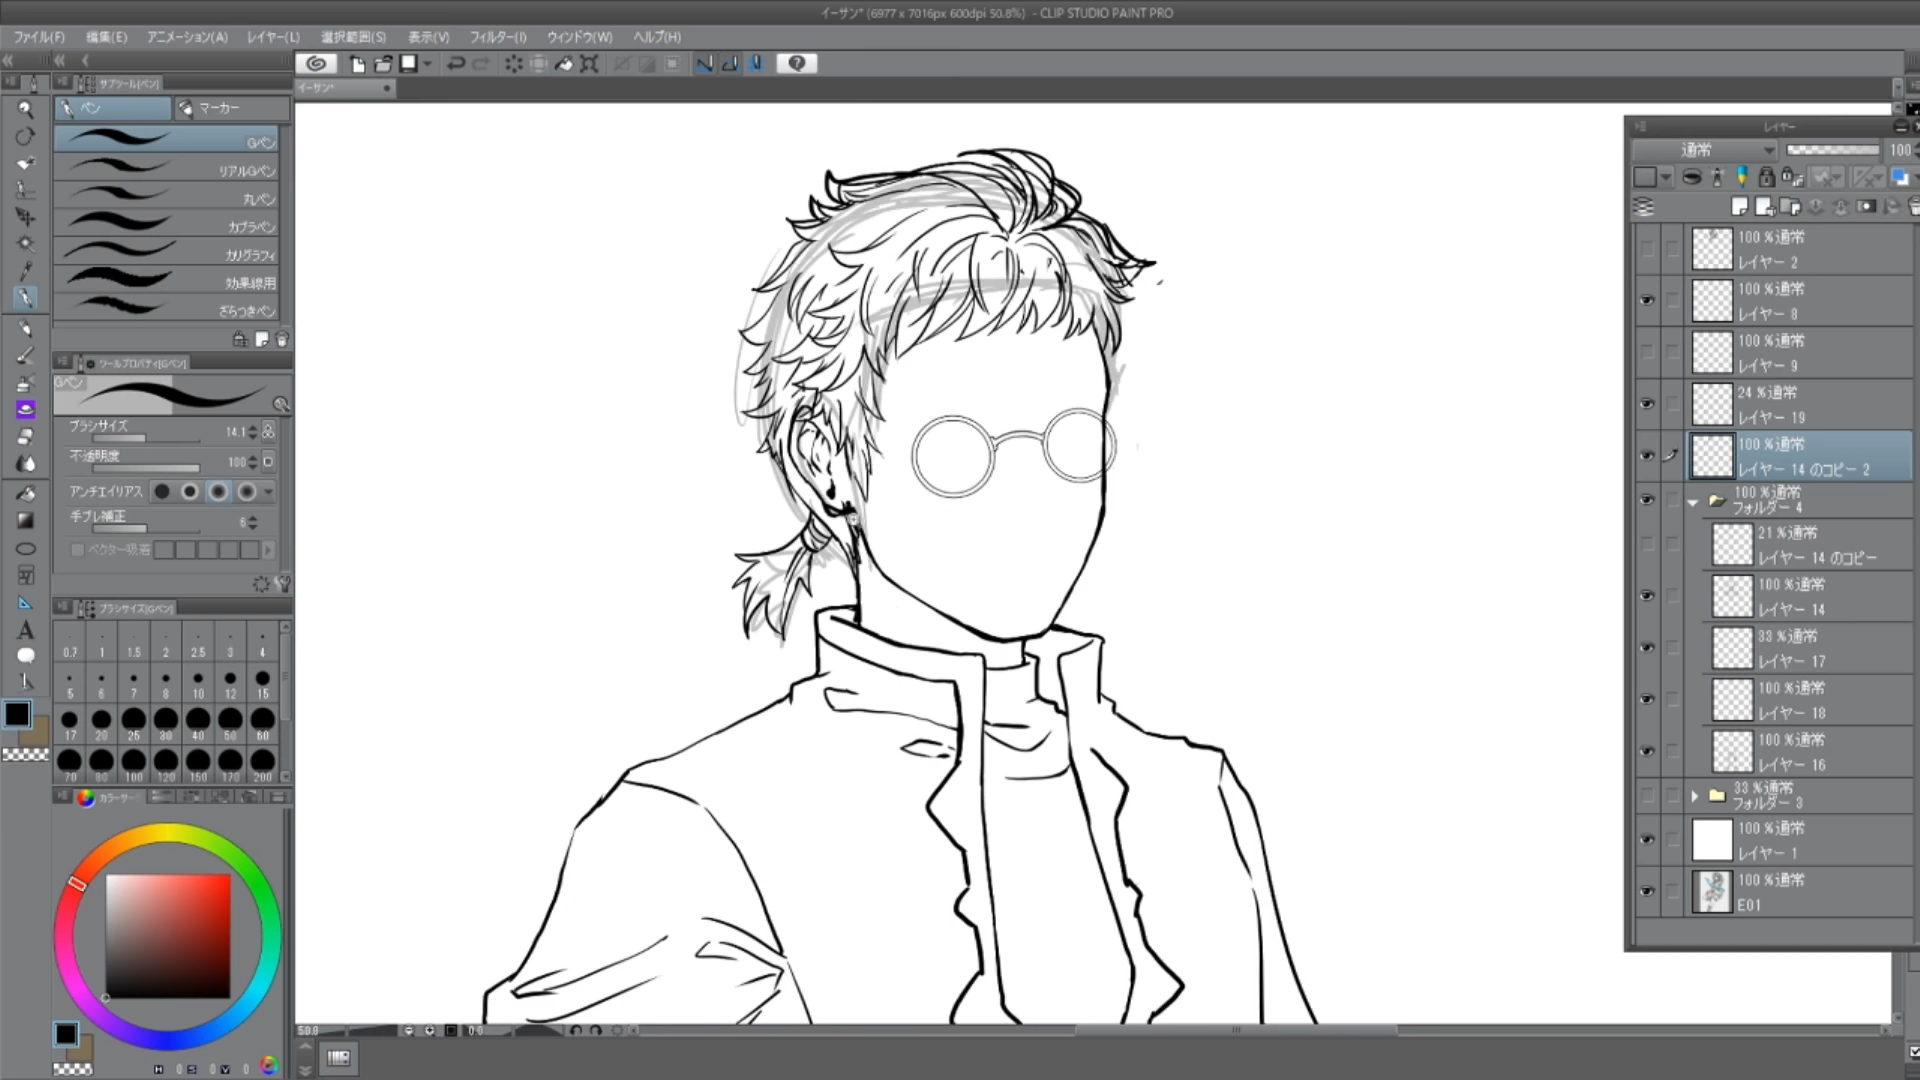 イーサン* (6977 x 7016px 600dpi 50.8%) - CLIP STUDIO PAINT PRO
ファイル(F) 編集(E) アニメーション(A) レイヤー(L) 選択範囲(S) 表示(V) フィルター(I) ウィンドウ(W) ヘルプ(H)
サブツール[ペン]
イーサン*
ペン マーカー
Gペン
リアルGペン
丸ペン
カブラペン
カリグラフィ
効果線用
ざらつきペン
ツールプロパティ[Gペン]
Gペン
ブラシサイズ 14.1
不透明度 100
アンチエイリアス
手ブレ補正 6
ベクター吸着
ブラシサイズ[Gペン]
0.7 1 1.5 2 2.5 3 4
5 6 7 8 10 12 15
17 20 25 30 40 50 60
70 80 100 120 150 170 200
カラーサー
H 0 S 0 V 0
50.8 0.0
レイヤー
通常 100
100 %通常
レイヤー 2
100 %通常
レイヤー 8
100 %通常
レイヤー 9
24 %通常
レイヤー 19
100 %通常
レイヤー 14 のコピー 2
100 %通常
フォルダー 4
21 %通常
レイヤー 14 のコピー
100 %通常
レイヤー 14
33 %通常
レイヤー 17
100 %通常
レイヤー 18
100 %通常
レイヤー 16
33 %通常
フォルダー 3
100 %通常
レイヤー 1
100 %通常
E01